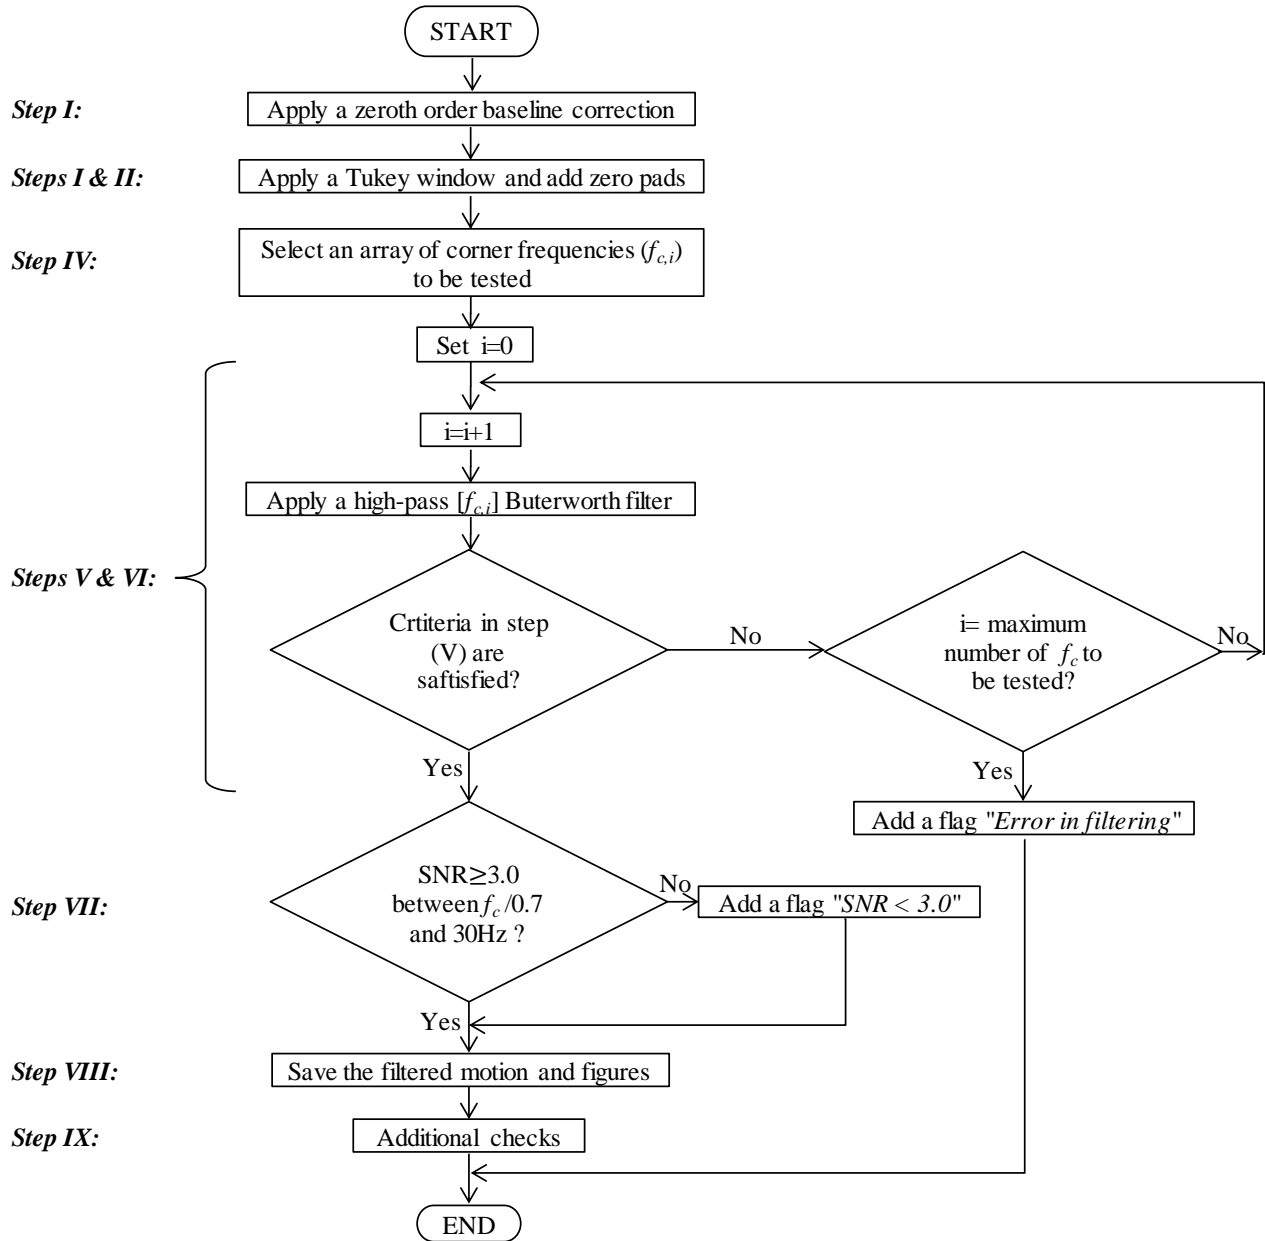 START
Step I:
Apply a zeroth order baseline correction
Steps I & II:
Apply a Tukey window and add zero pads
Step IV:
Select an array of corner frequencies (fc,i)
to be tested
Set i=0
i=i+1
Apply a high-pass [fc,i] Buterworth filter
Steps V & VI:
Crtiteria in step
(V) are
saftisfied?
No
i= maximum
number of fc to
be tested?
No
Yes
Yes
Add a flag "Error in filtering"
Step VII:
SNR≥3.0
between fc/0.7
and 30Hz ?
No
Add a flag "SNR < 3.0"
Yes
Step VIII:
Save the filtered motion and figures
Step IX:
Additional checks
END